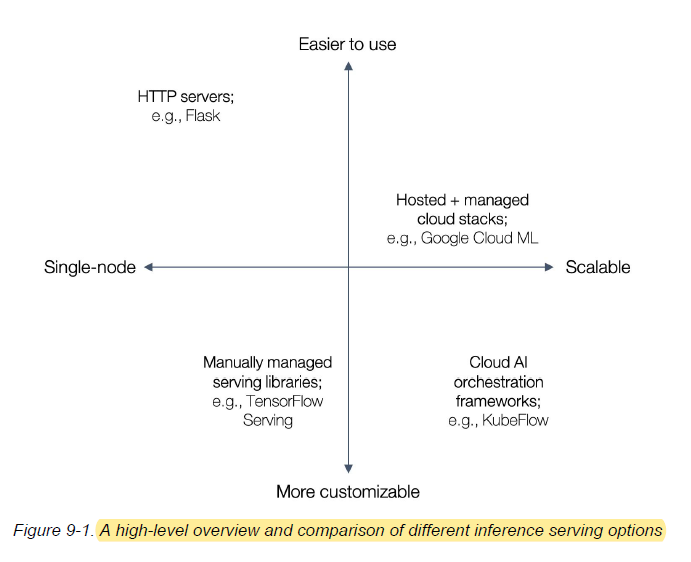 Easier to use
HTTP servers;
e.g., Flask
Hosted + managed
cloud stacks;
e.g., Google Cloud ML
Single-node
Scalable
Manually managed
serving libraries;
e.g., TensorFlow
Serving
Cloud AI
orchestration
frameworks;
e.g., KubeFlow
More customizable
Figure 9-1. A high-level overview and comparison of different inference serving options